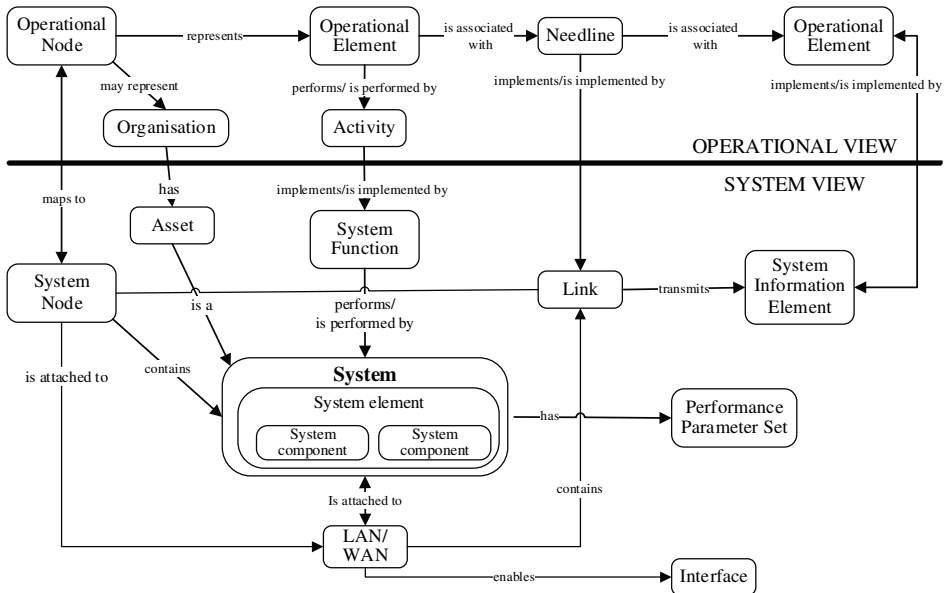 Operational
Node
represents
Operational
Element
is associated
with
Needline
is associated
with
Operational
Element
may represent
performs/ is performed by
implements/is implemented by
implements/is implemented by
Organisation
Activity
OPERATIONAL VIEW
SYSTEM VIEW
maps to
has
implements/is implemented by
Asset
System
Function
System
Node
is a
performs/
is performed by
Link
transmits
System
Information
Element
is attached to
contains
System
System element
System
component
System
component
has
Performance
Parameter Set
Is attached to
contains
LAN/
WAN
enables
Interface